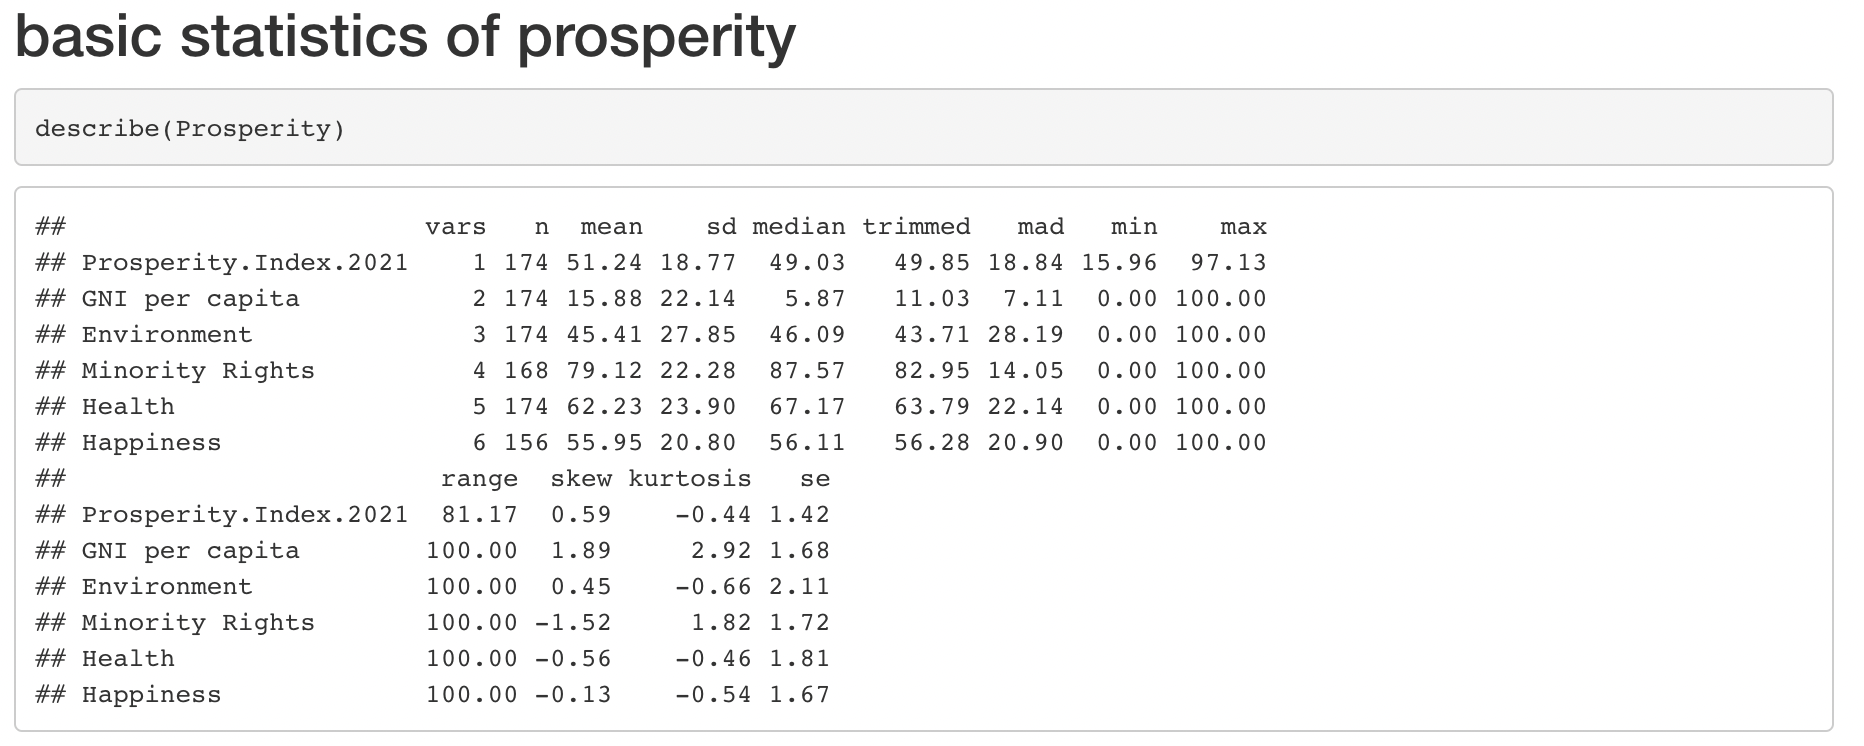 basic statistics of prosperity
describe(Prosperity)
##                       vars   n  mean    sd median trimmed   mad   min    max
## Prosperity.Index.2021    1 174 51.24 18.77  49.03   49.85 18.84 15.96  97.13
## GNI per capita           2 174 15.88 22.14   5.87   11.03  7.11  0.00 100.00
## Environment              3 174 45.41 27.85  46.09   43.71 28.19  0.00 100.00
## Minority Rights          4 168 79.12 22.28  87.57   82.95 14.05  0.00 100.00
## Health                   5 174 62.23 23.90  67.17   63.79 22.14  0.00 100.00
## Happiness                6 156 55.95 20.80  56.11   56.28 20.90  0.00 100.00
##                        range  skew kurtosis   se
## Prosperity.Index.2021  81.17  0.59    -0.44 1.42
## GNI per capita        100.00  1.89     2.92 1.68
## Environment           100.00  0.45    -0.66 2.11
## Minority Rights       100.00 -1.52     1.82 1.72
## Health                100.00 -0.56    -0.46 1.81
## Happiness             100.00 -0.13    -0.54 1.67